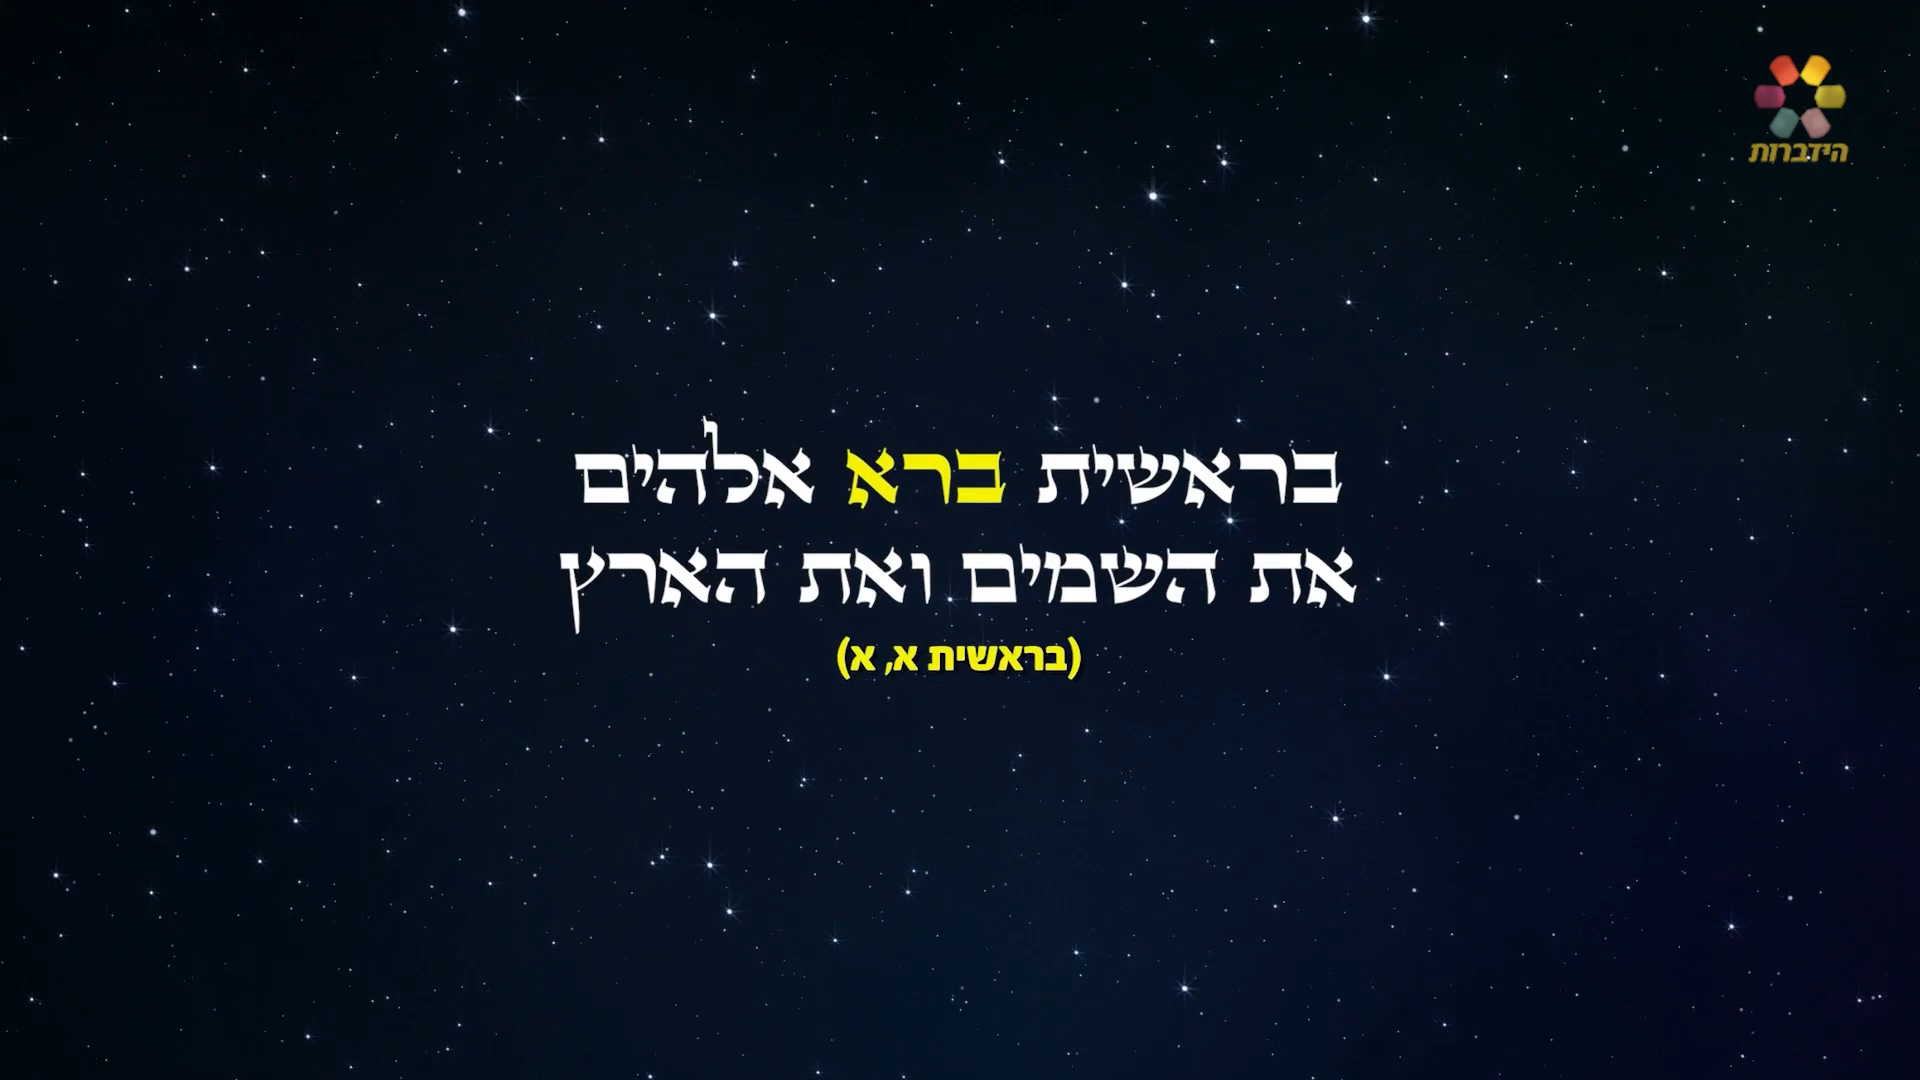 הידברות
בראשית ברא אלהים
את השמים ואת הארץ
(בראשית א, א)